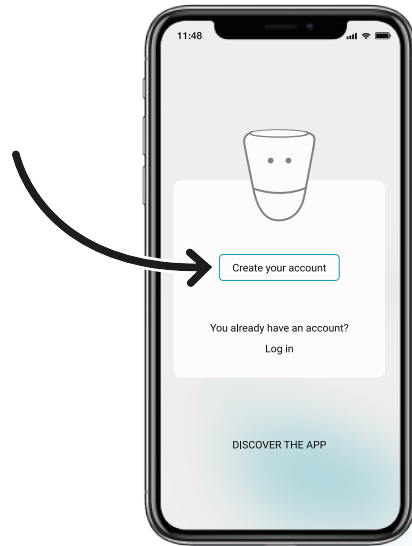 11:48
Create your account
You already have an account?
Log in
DISCOVER THE APP